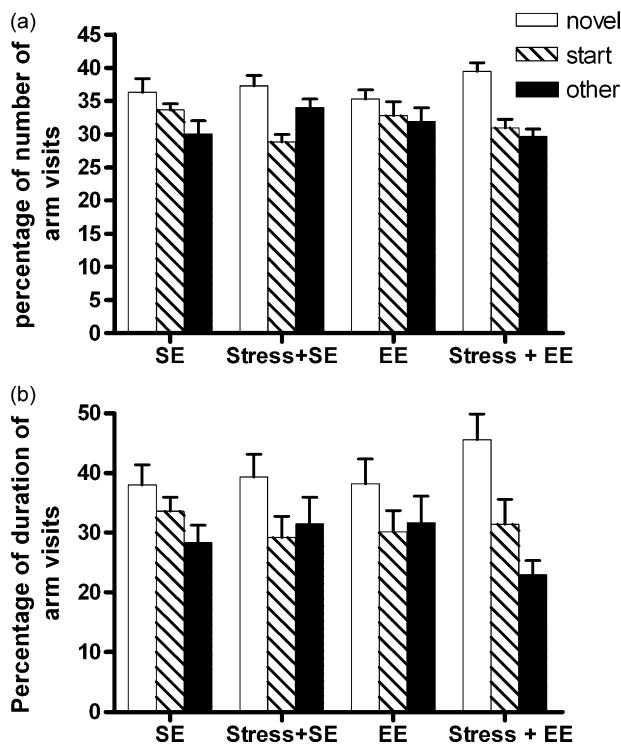 (a)
novel
start
other
percentage of number of
arm visits
45
40
35
30
25
20
15
10
5
0
SE Stress+SE EE Stress + EE
(b)
Percentage of duration of
arm visits
50
40
30
20
10
0
SE Stress+SE EE Stress + EE